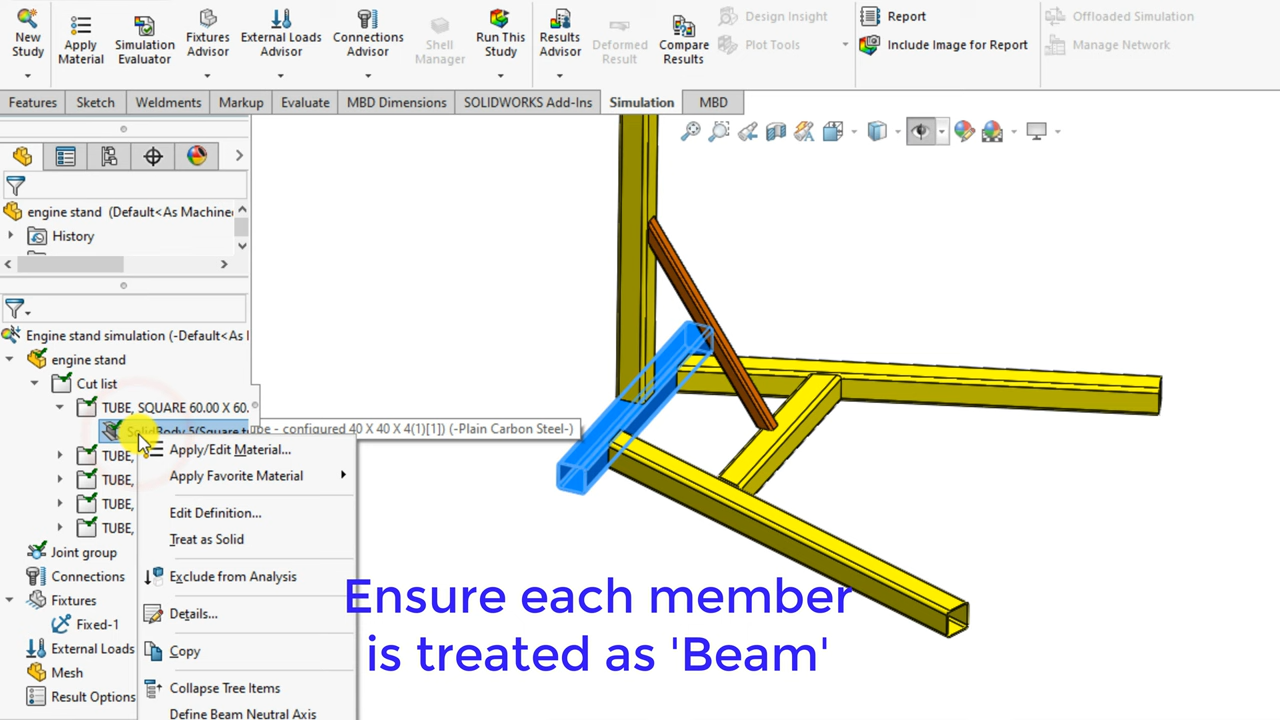 New Study
Apply Material
Simulation Evaluator
Fixtures Advisor
External Loads Advisor
Connections Advisor
Shell Manager
Run This Study
Results Advisor
Deformed Result
Compare Results
Design Insight
Plot Tools
Report
Include Image for Report
Offloaded Simulation
Manage Network
Features
Sketch
Weldments
Markup
Evaluate
MBD Dimensions
SOLIDWORKS Add-Ins
Simulation
MBD
engine stand (Default<As Machine
History
Engine stand simulation (-Default<As
engine stand
Cut list
TUBE, SQUARE 60.00 X 60.
SolidBody 5(Square tube - configured 40 X 40 X 4(1)[1]) (-Plain Carbon Steel-)
TUBE,
TUBE,
TUBE,
TUBE,
Joint group
Connections
Fixtures
Fixed-1
External Loads
Mesh
Result Options
Apply/Edit Material...
Apply Favorite Material
Edit Definition...
Treat as Solid
Exclude from Analysis
Details...
Copy
Collapse Tree Items
Define Beam Neutral Axis
Ensure each member
is treated as 'Beam'